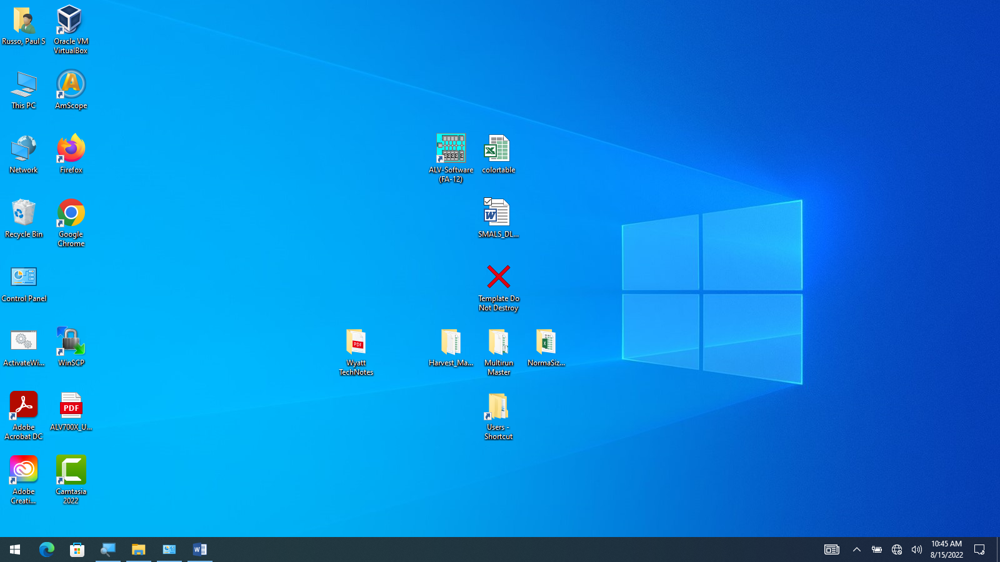 Russo, Paul S
Oracle VM
VirtualBox
This PC
AmScope
Network
Firefox
ALV-Software
(FA-12)
colortable
Recycle Bin
Google
Chrome
SMALS_DL...
Control Panel
Template Do
Not Destroy
ActivateWi...
WinSCP
Wyatt
TechNotes
Harvest_Ma...
Multirun
Master
NormaSiz...
Adobe
Acrobat DC
PDF
ALV700X_U...
Users -
Shortcut
Adobe
Creati...
Camtasia
2022
10:45 AM
8/15/2022